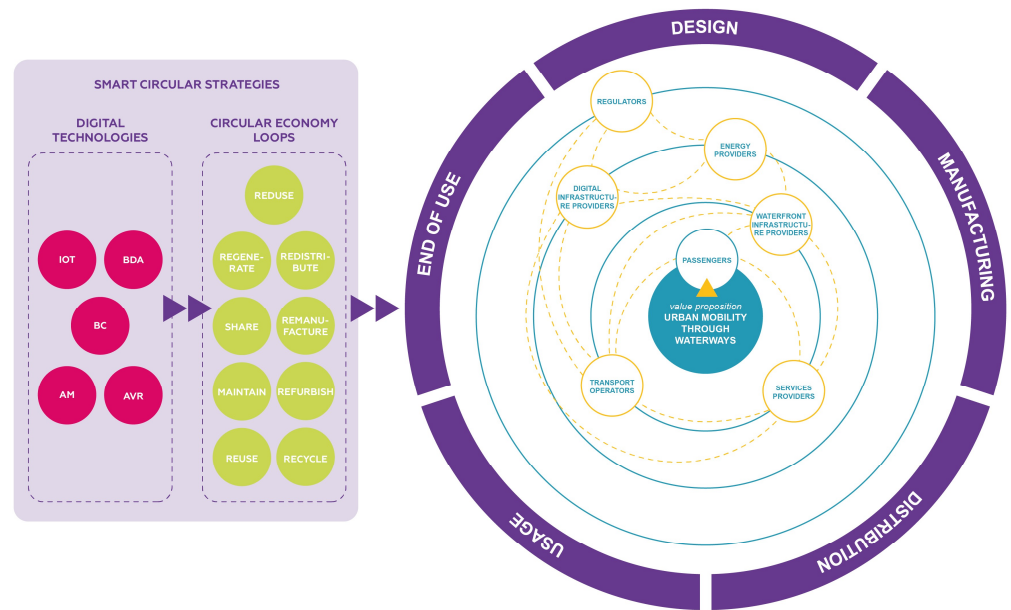 SMART CIRCULAR STRATEGIES
DIGITAL
TECHNOLOGIES
IOT
BDA
BC
AM
AVR
CIRCULAR ECONOMY
LOOPS
REDUSE
REGENE-
RATE
REDISTRI-
BUTE
SHARE
REMANU-
FACTURE
MAINTAIN
REFURBISH
REUSE
RECYCLE
DESIGN
MANUFACTURING
DISTRIBUTION
USAGE
END OF USE
REGULATORS
ENERGY
PROVIDERS
DIGITAL
INFRASTRUCTU-
RE PROVIDERS
WATERFRONT
INFRASTRUCTU-
RE PROVIDERS
PASSENGERS
value proposition
URBAN MOBILITY
THROUGH
WATERWAYS
TRANSPORT
OPERATORS
SERVICES
PROVIDERS